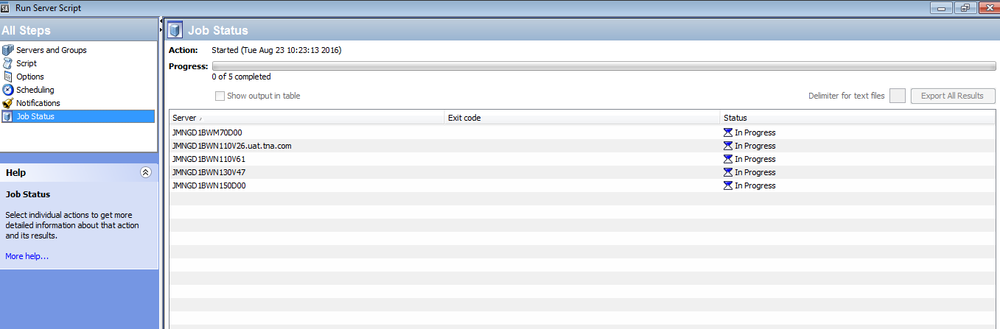 SA Run Server Script
All Steps
Servers and Groups
Script
Options
Scheduling
Notifications
Job Status
Help
Job Status
Select individual actions to get more
detailed information about that action
and its results.
More help...
Job Status
Action: Started (Tue Aug 23 10:23:13 2016)
Progress:
0 of 5 completed
Show output in table
Delimiter for text files
Export All Results
Server Exit code Status
JMNGD1BWM70D00 In Progress
JMNGD1BWN110V26.uat.tna.com In Progress
JMNGD1BWN110V61 In Progress
JMNGD1BWN130V47 In Progress
JMNGD1BWN150D00 In Progress